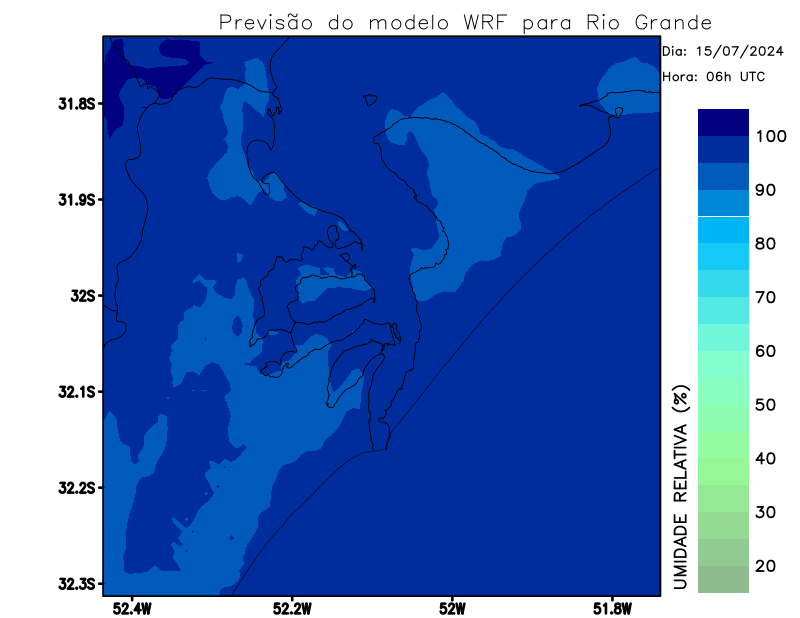 Previsão do modelo WRF para Rio Grande
Dia: 15/07/2024
Hora: 06h UTC
31.8S
31.9S
32S
32.1S
32.2S
32.3S
52.4W
52.2W
52W
51.8W
UMIDADE RELATIVA (%)
100
90
80
70
60
50
40
30
20